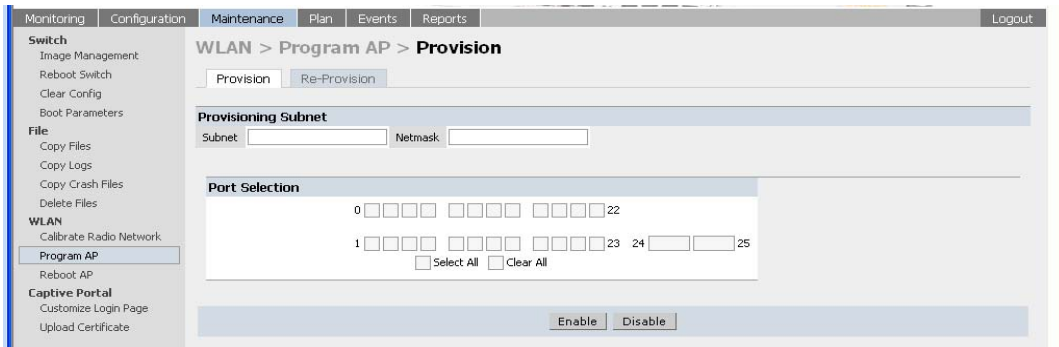 Monitoring Configuration Maintenance Plan Events Reports Logout
Switch
Image Management
Reboot Switch
Clear Config
Boot Parameters
File
Copy Files
Copy Logs
Copy Crash Files
Delete Files
WLAN
Calibrate Radio Network
Program AP
Reboot AP
Captive Portal
Customize Login Page
Upload Certificate
WLAN > Program AP > Provision
Provision Re-Provision
Provisioning Subnet
Subnet Netmask
Port Selection
0 22
1 23 24 25
Select All Clear All
Enable Disable